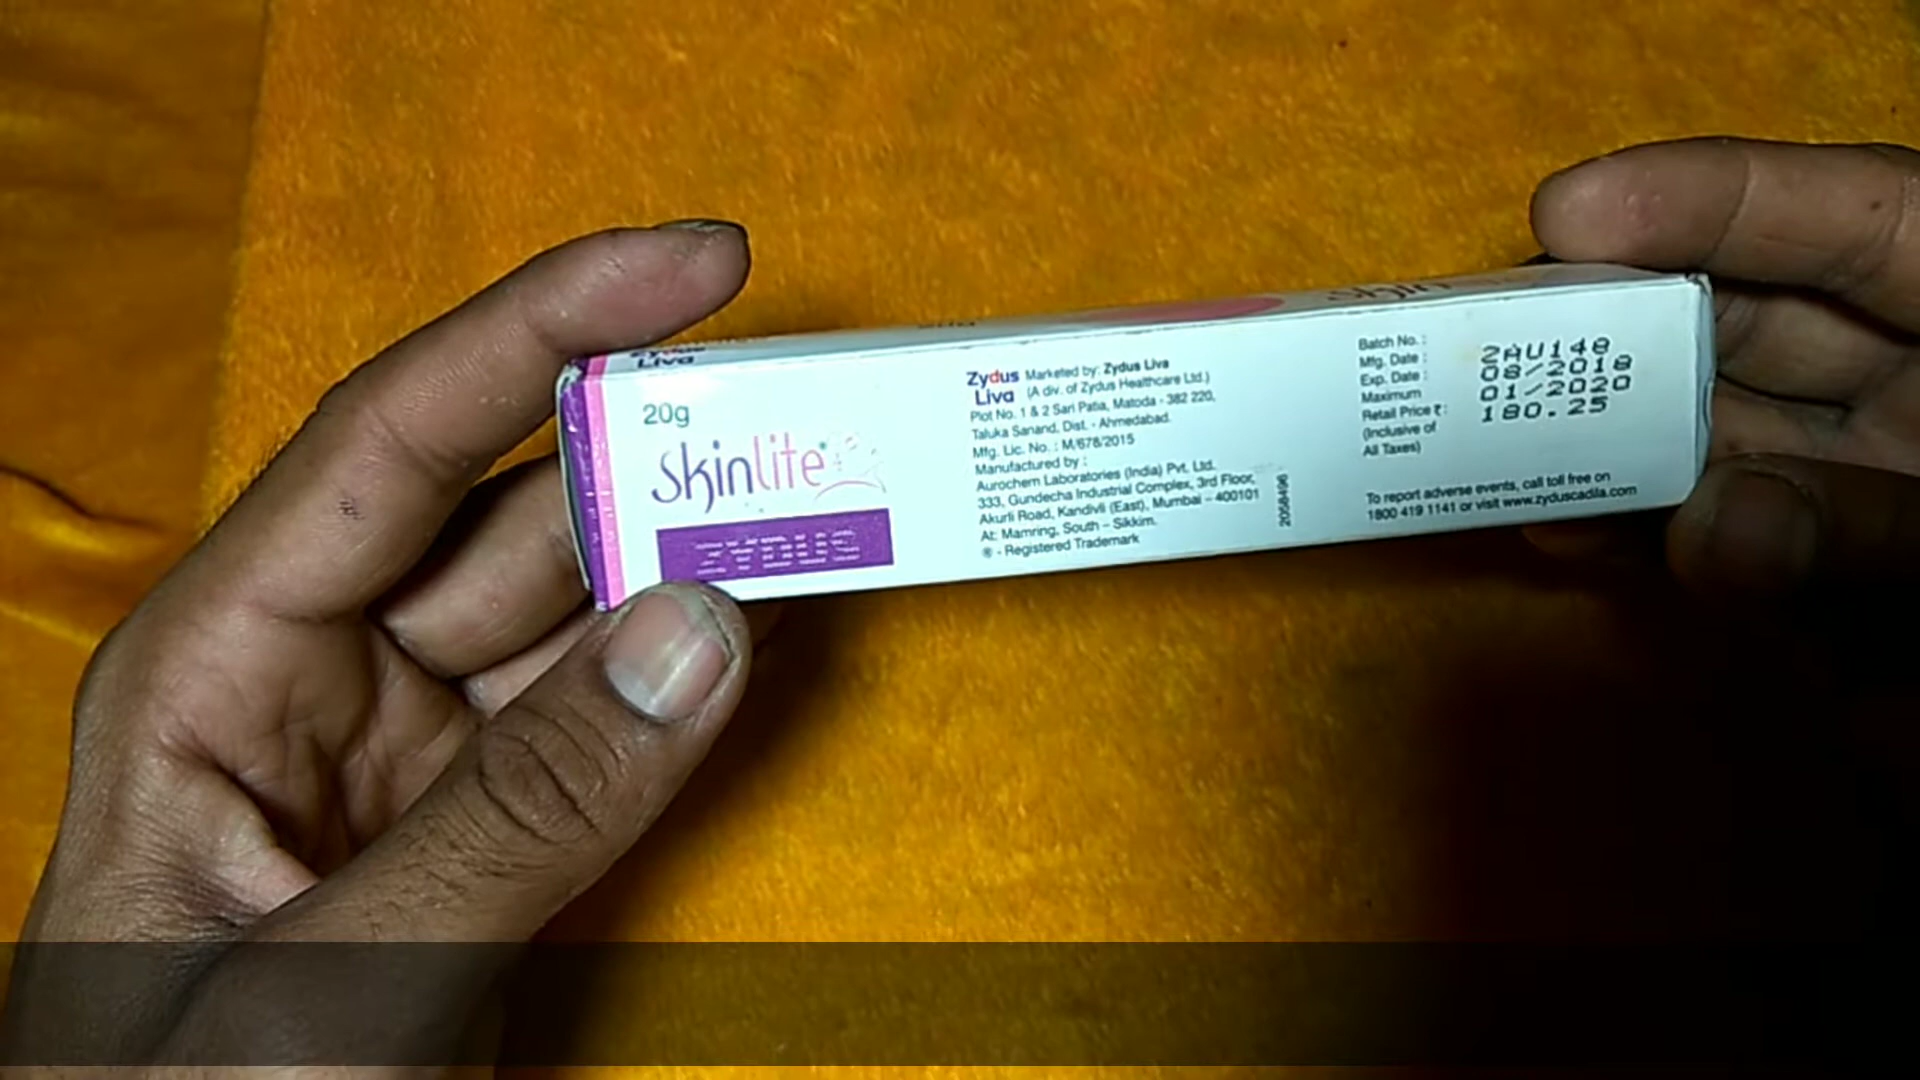 Zydus
Liva
20g
skinlite
Zydus
Liva
Marketed by: Zydus Liva
(A div. of Zydus Healthcare Ltd.)
Plot No. 1 & 2 Sari Patia, Matoda - 382 220,
Taluka Sanand, Dist. - Ahmedabad.
Mfg. Lic. No. : M/678/2015
Manufactured by :
Aurochem Laboratories (India) Pvt. Ltd.
333, Gundecha Industrial Complex, 3rd Floor,
Akurli Road, Kandivli (East), Mumbai – 400101
At: Mamring, South – Sikkim.
® - Registered Trademark
2058496
Batch No. : 2AU148
Mfg. Date : 08/2018
Exp. Date : 01/2020
Maximum
Retail Price ₹: 180.25
(Inclusive of
All Taxes)
To report adverse events, call toll free on
1800 419 1141 or visit www.zyduscadila.com